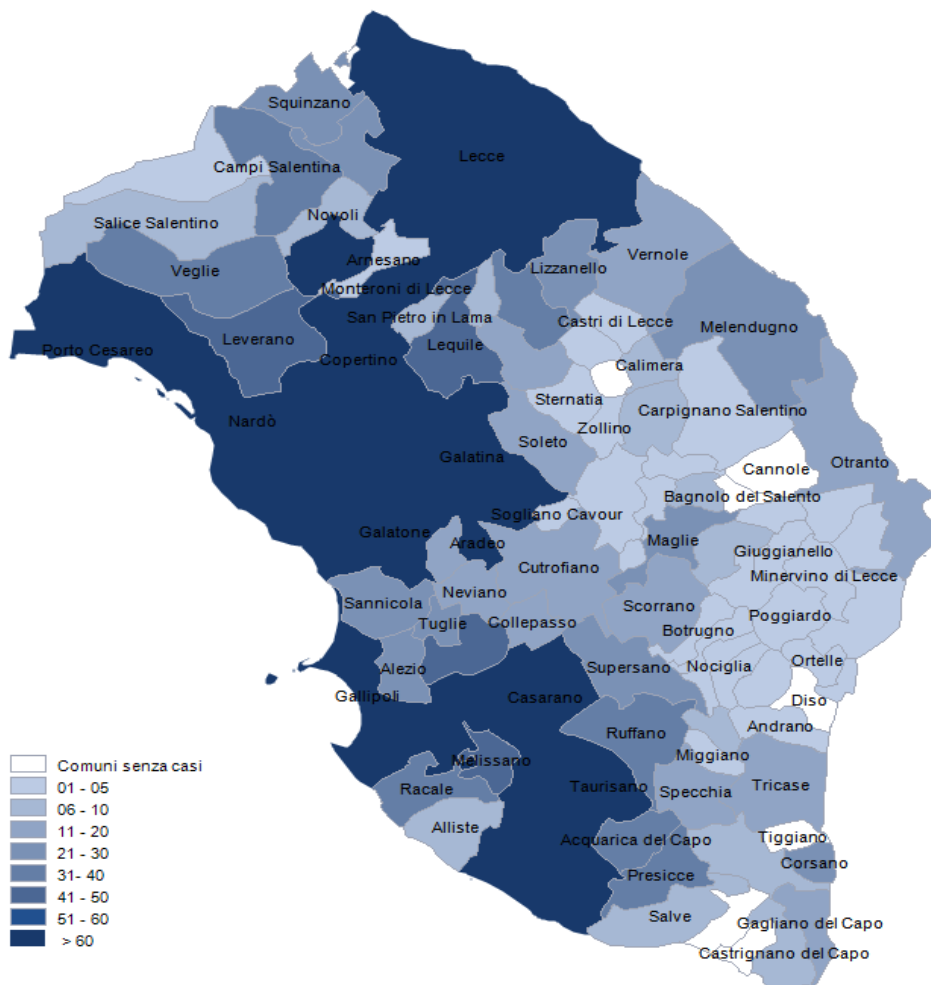 Squinzano
Lecce
Campi Salentina
Novoli
Salice Salentino
Vernole
Arnesano
Lizzanello
Veglie
Monteroni di Lecce
San Pietro in Lama
Castri di Lecce
Melendugno
Leverano
Lequile
Porto Cesareo
Copertino
Calimera
Sternatia
Carpignano Salentino
Nardò
Zollino
Soleto
Galatina
Cannole
Otranto
Bagnolo del Salento
Sogliano Cavour
Galatone
Aradeo
Maglie
Giuggianello
Cutrofiano
Minervino di Lecce
Neviano
Sannicola
Scorrano
Poggiardo
Tuglie
Collepasso
Botrugno
Alezio
Supersano
Nociglia
Ortelle
Gallipoli
Casarano
Diso
Andrano
Ruffano
Miggiano
Melissano
Taurisano
Specchia
Tricase
Racale
Alliste
Acquarica del Capo
Tiggiano
Corsano
Presicce
Salve
Gagliano del Capo
Castrignano del Capo
Comuni senza casi
01 - 05
06 - 10
11 - 20
21 - 30
31 - 40
41 - 50
51 - 60
> 60